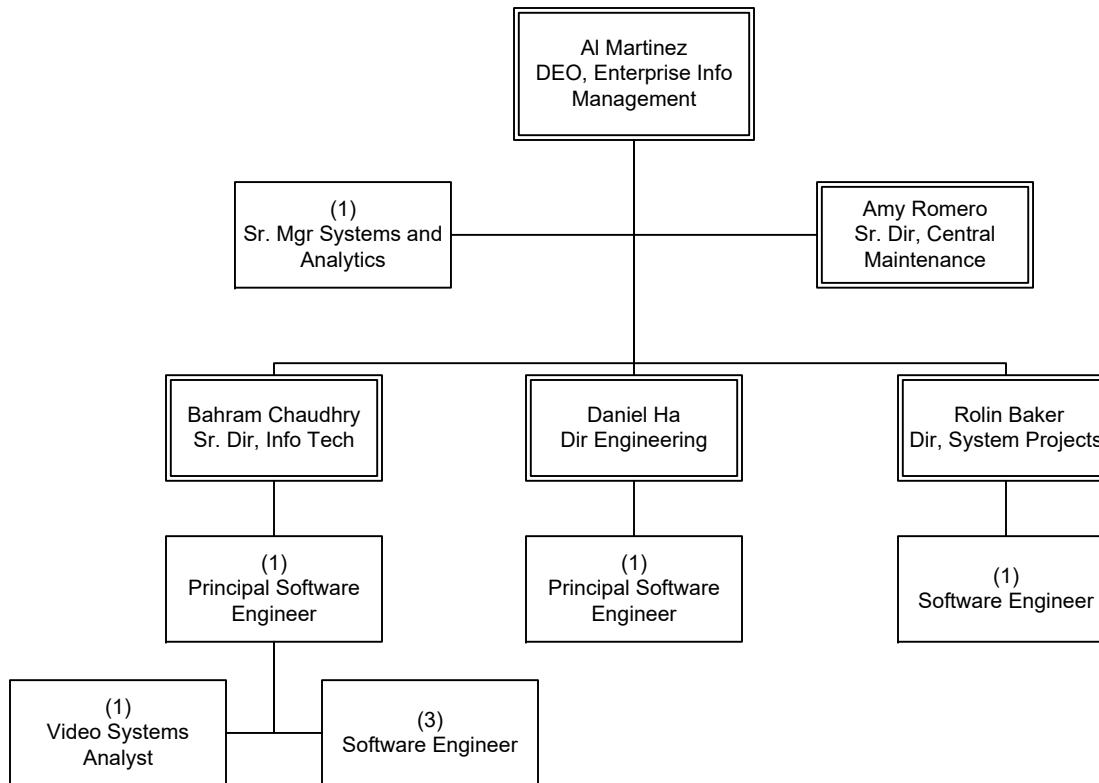 Al Martinez
DEO, Enterprise Info
Management
(1)
Sr. Mgr Systems and
Analytics
Amy Romero
Sr. Dir, Central
Maintenance
Bahram Chaudhry
Sr. Dir, Info Tech
Daniel Ha
Dir Engineering
Rolin Baker
Dir, System Projects
(1)
Principal Software
Engineer
(1)
Principal Software
Engineer
(1)
Software Engineer
(1)
Video Systems
Analyst
(3)
Software Engineer